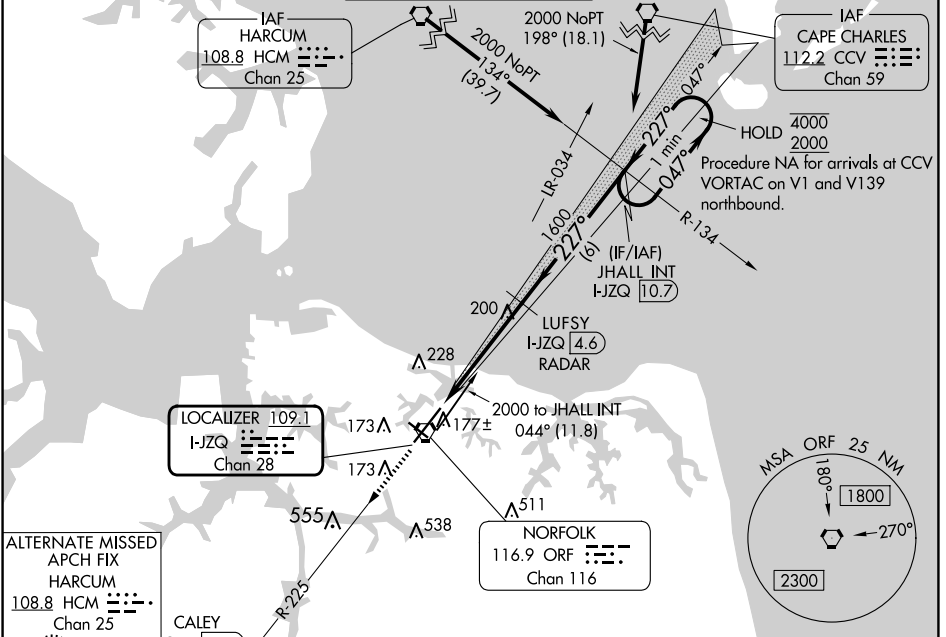 IAF
HARCUM
108.8 HCM
Chan 25
2000 NoPT
134°
(39.7)
2000 NoPT
198° (18.1)
IAF
CAPE CHARLES
112.2 CCV
Chan 59
047°
227°
1 min
047°
HOLD 4000
2000
Procedure NA for arrivals at CCV
VORTAC on V1 and V139
northbound.
LR-034
R-134
1600
227°
(6)
(IF/IAF)
JHALL INT
I-JZQ 10.7
200
LUFSY
I-JZQ 4.6
RADAR
228
LOCALIZER 109.1
I-JZQ
Chan 28
173
177±
2000 to JHALL INT
044° (11.8)
173
555
538
511
NORFOLK
116.9 ORF
Chan 116
MSA ORF 25 NM
180°
1800
270°
2300
ALTERNATE MISSED
APCH FIX
HARCUM
108.8 HCM
Chan 25
R-225
CALEY